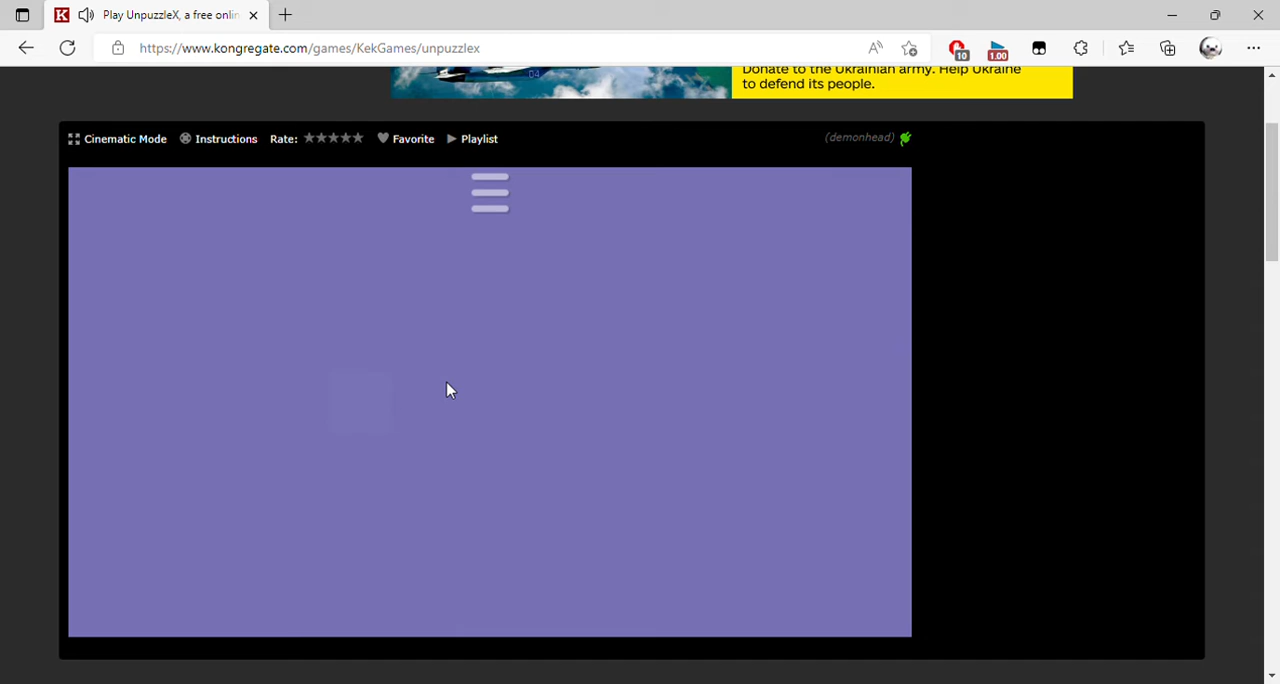 Play UnpuzzleX, a free onlin
https://www.kongregate.com/games/KekGames/unpuzzlex
10
1.00
04
Donate to the Ukrainian army. Help Ukraine
to defend its people.
Cinematic Mode Instructions Rate: Favorite Playlist
(demonhead)